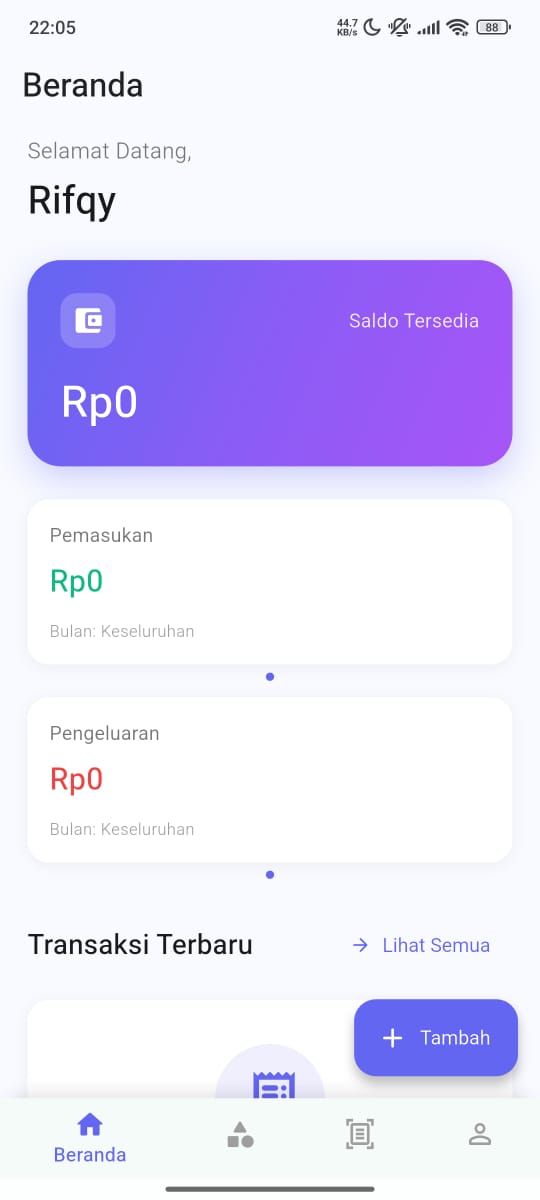 22:05
44.7
KB/s
88
Beranda
Selamat Datang,
Rifqy
Saldo Tersedia
Rp0
Pemasukan
Rp0
Bulan: Keseluruhan
Pengeluaran
Rp0
Bulan: Keseluruhan
Transaksi Terbaru
Lihat Semua
Tambah
Beranda